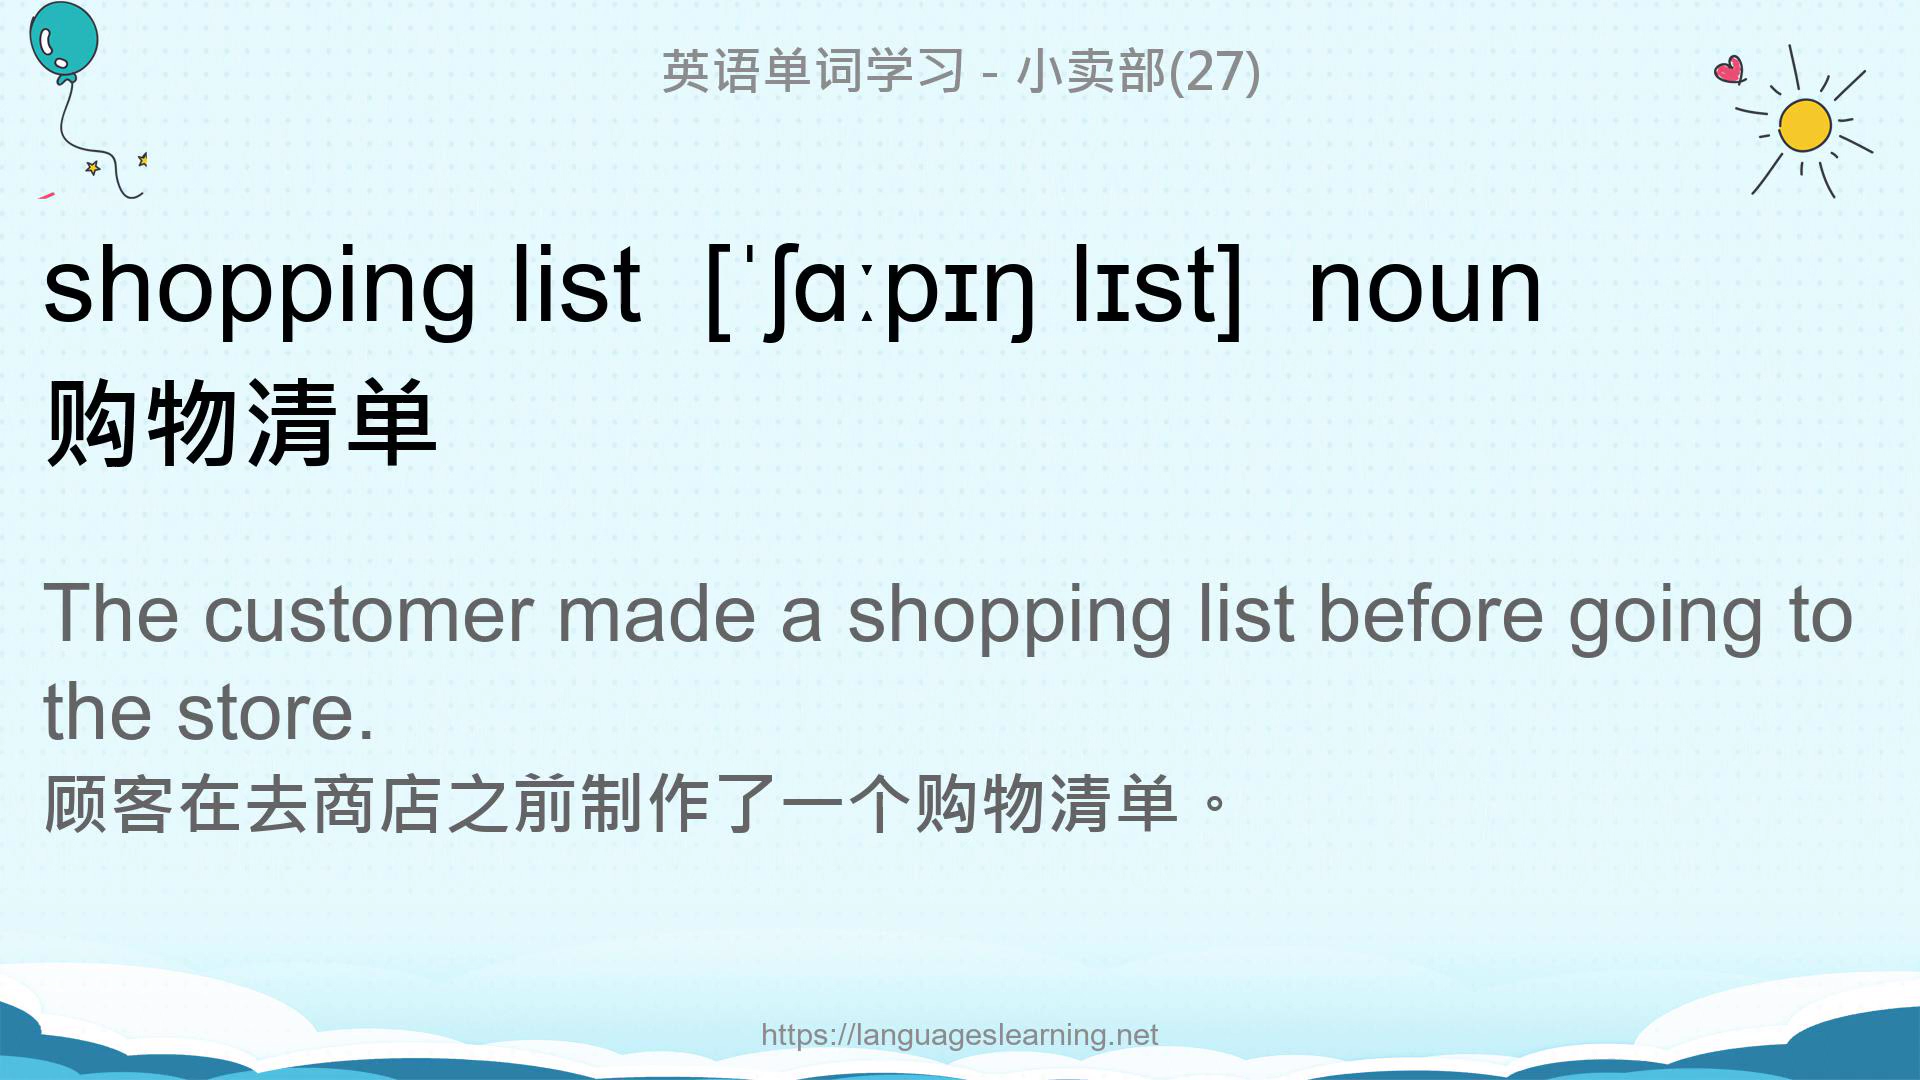 英语单词学习 - 小卖部(27)
shopping list  [ˈʃɑːpɪŋ lɪst]  noun
购物清单
The customer made a shopping list before going to
the store.
顾客在去商店之前制作了一个购物清单。
https://languageslearning.net